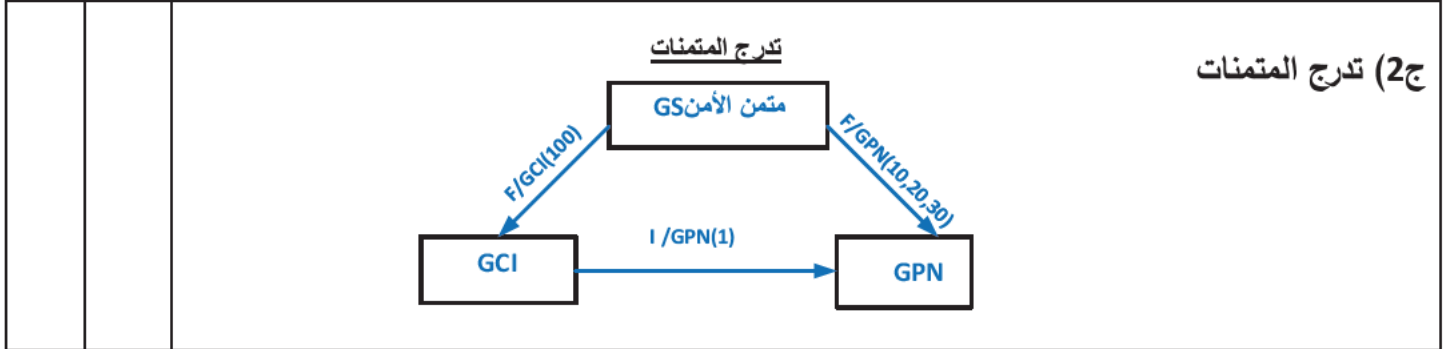 ج2) تدرج المتمنات
تدرج المتمنات
متمن الأمنGS
F/GCI(100)
F/GPN(10,20,30)
I /GPN(1)
GCI
GPN